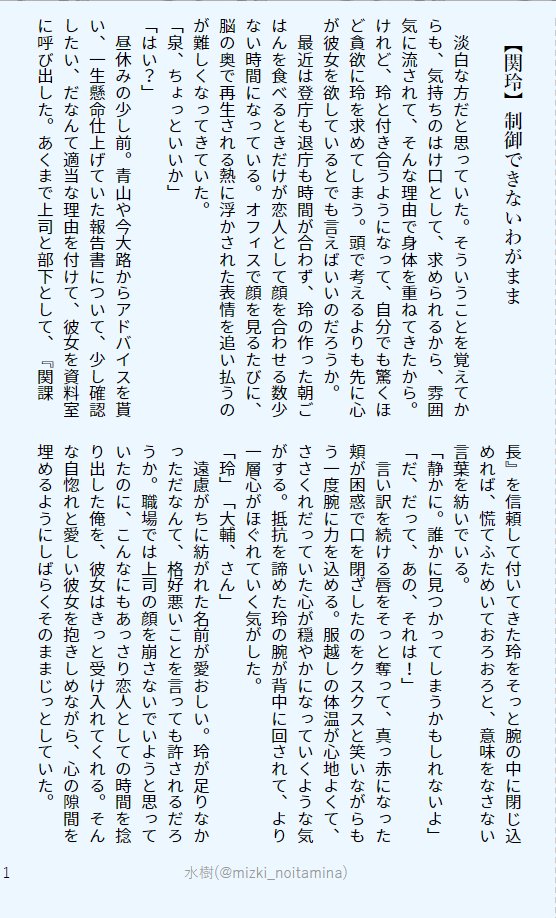 【関玲】制御できないわがまま
淡白な方だと思っていた。そういうことを覚えてか
らも、気持ちのはけ口として、求められるから、雰囲
気に流されて、そんな理由で身体を重ねてきたから。
けれど、玲と付き合うようになって、自分でも驚くほ
ど貪欲に玲を求めてしまう。頭で考えるよりも先に心
が彼女を欲しているとでも言えばいいのだろうか。
最近は登庁も退庁も時間が合わず、玲の作った朝ご
はんを食べるときだけが恋人として顔を合わせる数少
ない時間になっている。オフィスで顔を見るたびに、
脳の奥で再生される熱に浮かされた表情を追い払うの
が難しくなってきていた。
「泉、ちょっといいか」
「はい?」
昼休みの少し前。青山や今大路からアドバイスを貰
い、一生懸命仕上げていた報告書について、少し確認
したい、だなんて適当な理由を付けて、彼女を資料室
に呼び出した。あくまで上司と部下として、『関課
長』を信頼して付いてきた玲をそっと腕の中に閉じ込
めれば、慌てふためいておろおろと、意味をなさない
言葉を紡いでいる。
「静かに。誰かに見つかってしまうかもしれないよ」
「だ、だって、あの、それは!」
言い訳を続ける唇をそっと奪って、真っ赤になった
頬が困惑で口を閉ざしたのをクスクスと笑いながらも
う一度腕に力を込める。服越しの体温が心地よくて、
ささくれだっていた心が穏やかになっていくような気
がする。抵抗を諦めた玲の腕が背中に回されて、より
一層心がほぐれていく気がした。
「玲」「大輔、さん」
遠慮がちに紡がれた名前が愛おしい。玲が足りなか
っただなんて、格好悪いことを言っても許されるだろ
うか。職場では上司の顔を崩さないでいようと思って
いたのに、こんなにもあっさり恋人としての時間を捻
り出した俺を、彼女はきっと受け入れてくれる。そん
な自惚れと愛しい彼女を抱きしめながら、心の隙間を
埋めるようにしばらくそのままじっとしていた。
1
水樹(@mizki_noitamina)